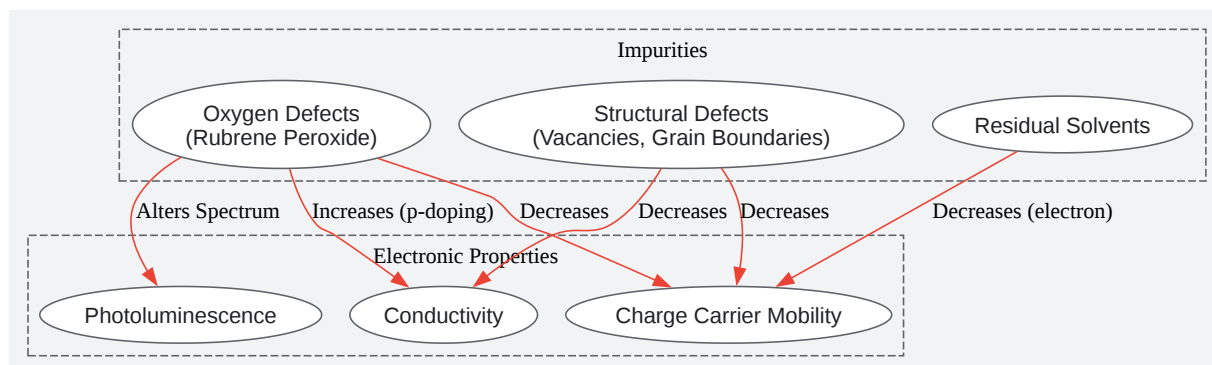 Impurities
Oxygen Defects
(Rubrene Peroxide)
Structural Defects
(Vacancies, Grain Boundaries)
Residual Solvents
Alters Spectrum
Increases (p-doping)
Decreases
Decreases
Decreases
Decreases (electron)
Electronic Properties
Photoluminescence
Conductivity
Charge Carrier Mobility